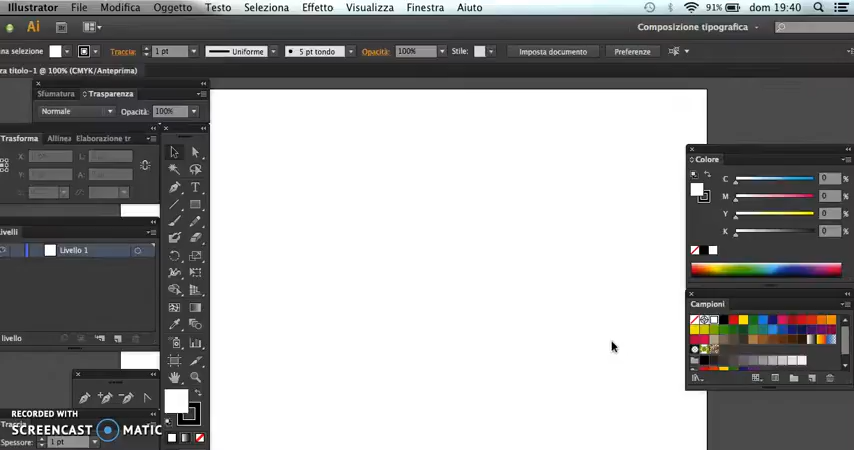 Illustrator File Modifica Oggetto Testo Seleziona Effetto Visualizza Finestra Aiuto 91% dom 19:40
Ai Composizione tipografica
una selezione Traccia: 1 pt Uniforme 5 pt tondo Opacità: 100% Stile: Imposta documento Preferenze
titolo-1 @ 100% (CMYK/Anteprima)
Sfumatura Trasparenza
Normale Opacità: 100%
Trasforma Allinea Elaborazione tr
X: L:
Y: A:
Livelli
Livello 1
livello
Traccia
Spessore: 1 pt
Colore
C 0 %
M 0 %
Y 0 %
K 0 %
Campioni
RECORDED WITH
SCREENCAST MATIC